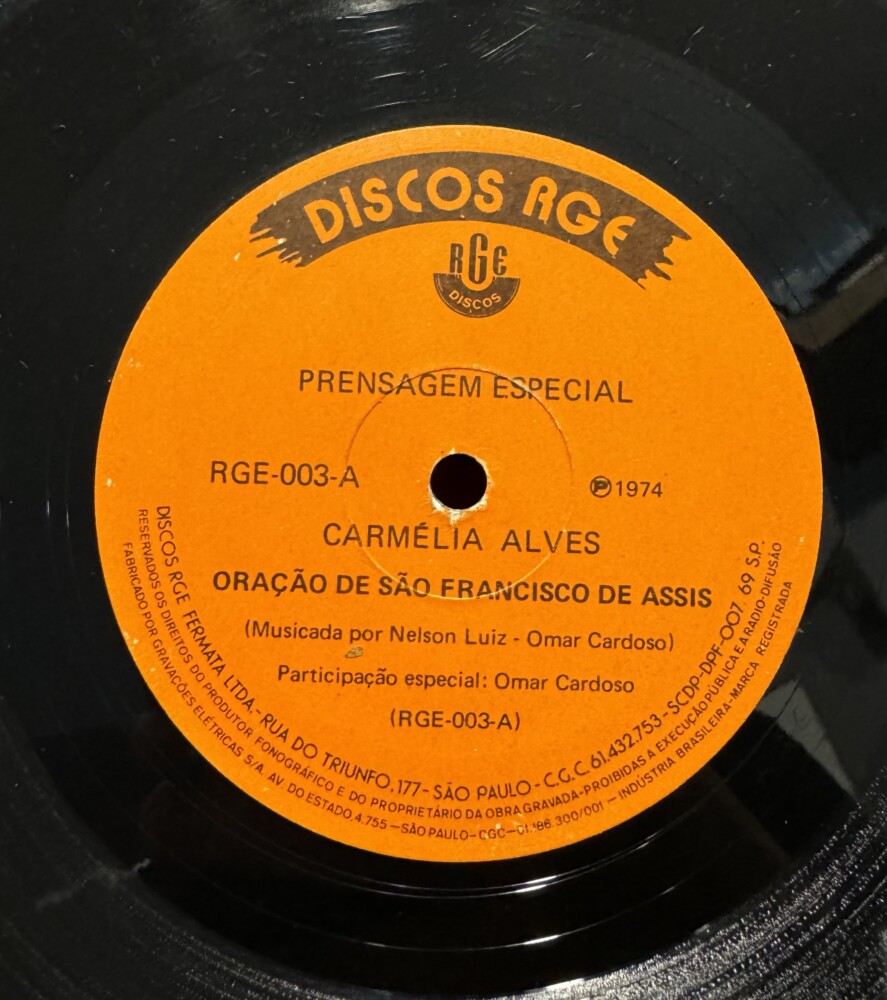 DISCOS RGE
RGE
DISCOS
PRENSAGEM ESPECIAL
RGE-003-A
Ⓟ1974
CARMÉLIA ALVES
ORAÇÃO DE SÃO FRANCISCO DE ASSIS
(Musicada por Nelson Luiz - Omar Cardoso)
Participação especial: Omar Cardoso
(RGE-003-A)
DISCOS RGE FERMATA LTDA - RUA DO TRIUNFO, 177 - SÃO PAULO - C.G.C. 61.432.753 - SCDP-DPF-007. 69 S.P.
RESERVADOS OS DIREITOS DO PRODUTOR FONOGRÁFICO E DO PROPRIETÁRIO DA OBRA GRAVADA-PROIBIDAS A EXECUÇÃO PÚBLICA E A RADIO-DIFUSÃO
FABRICADO POR GRAVAÇÕES ELÉTRICAS S/A. AV. DO ESTADO, 4.755 — SÃO PAULO — CGC — 300/001 — INDÚSTRIA BRASILEIRA - MARCA REGISTRADA